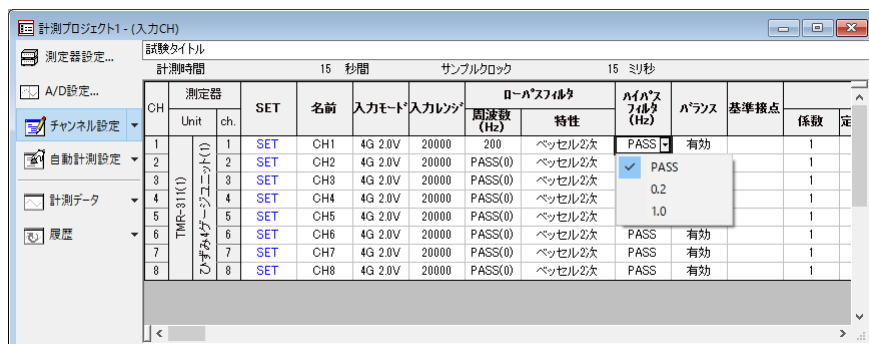 計測プロジェクト1 - (入力CH)
測定器設定...
A/D設定...
チャンネル設定
自動計測設定
計測データ
履歴
試験タイトル
計測時間 15 秒間 サンプルクロック 15 ミリ秒
CH 測定器 SET 名前 入力モード 入力レンジ ローパスフィルタ ハイパスフィルタ(Hz) バランス 基準接点
Unit ch. 周波数(Hz) 特性 係数 定
TMR-311(1)
ひずみ4ゲージユニット(1)
1 1 SET CH1 4G 2.0V 20000 200 ベッセル2次 PASS 有効 1
2 2 SET CH2 4G 2.0V 20000 PASS(0) ベッセル2次 1
3 3 SET CH3 4G 2.0V 20000 PASS(0) ベッセル2次 1
4 4 SET CH4 4G 2.0V 20000 PASS(0) ベッセル2次 1
5 5 SET CH5 4G 2.0V 20000 PASS(0) ベッセル2次 1
6 6 SET CH6 4G 2.0V 20000 PASS(0) ベッセル2次 PASS 有効 1
7 7 SET CH7 4G 2.0V 20000 PASS(0) ベッセル2次 PASS 有効 1
8 8 SET CH8 4G 2.0V 20000 PASS(0) ベッセル2次 PASS 有効 1
PASS
0.2
1.0